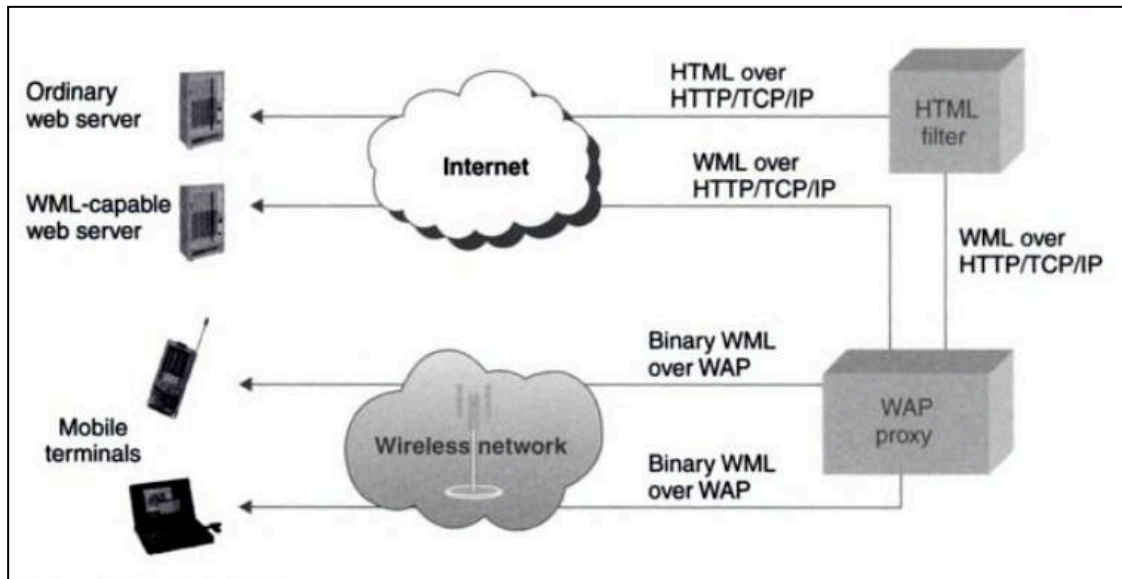 Ordinary
web server
HTML over
HTTP/TCP/IP
HTML
filter
Internet
WML-capable
web server
WML over
HTTP/TCP/IP
WML over
HTTP/TCP/IP
Binary WML
over WAP
WAP
proxy
Mobile
terminals
Wireless network
Binary WML
over WAP